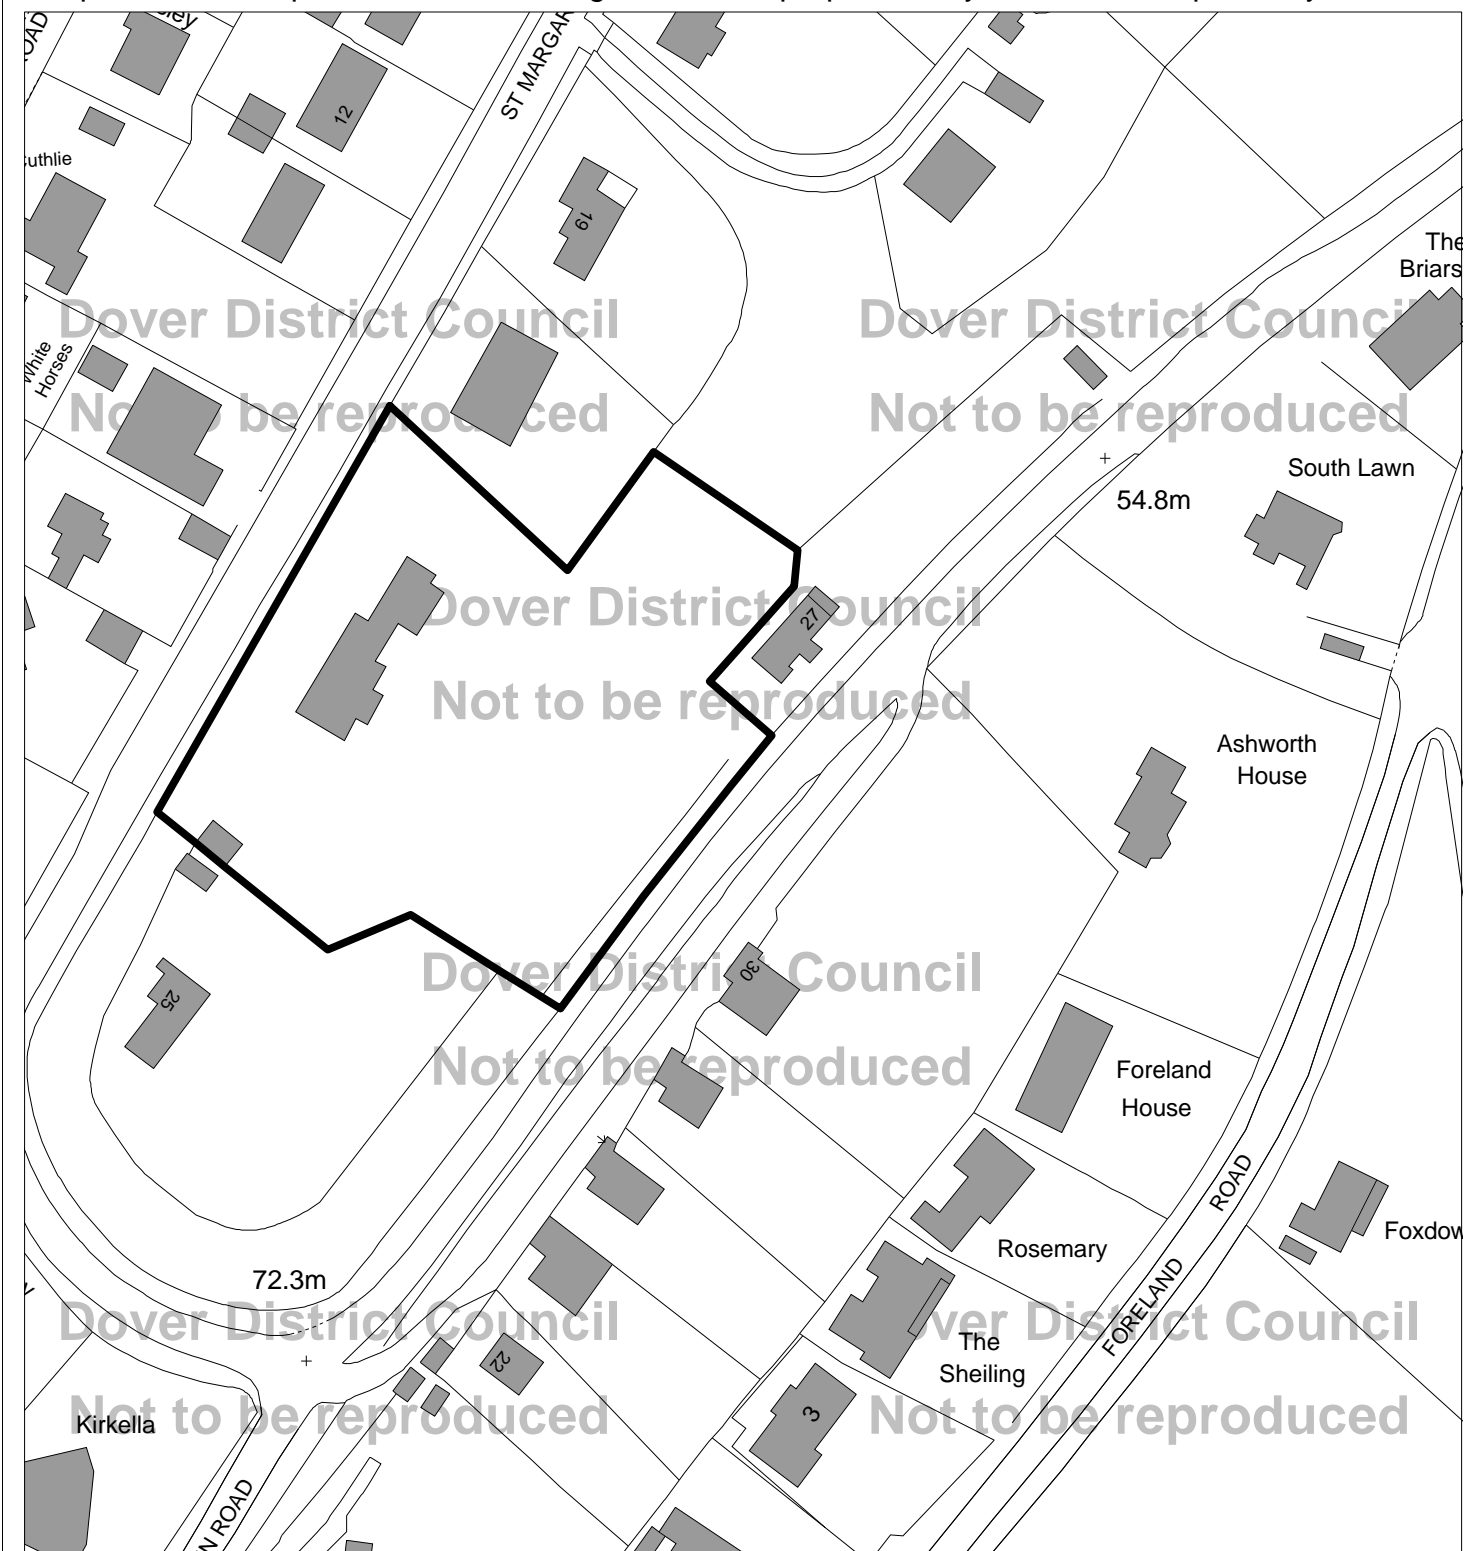 ST MARGAR
12
19
The
Briars
Dover District Council
Dover District Council
White
Horses
Not to be reproduced
Not to be reproduced
South Lawn
54.8m
Dover District Council
27
Not to be reproduced
Ashworth
House
Dover District Council
30
25
Not to be reproduced
Foreland
House
ROAD
Rosemary
Foxdow
72.3m
FORELAND
Dover District Council
Dover District Council
The
Sheiling
22
Not to be reproduced
Not to be reproduced
Kirkella
3
N ROAD